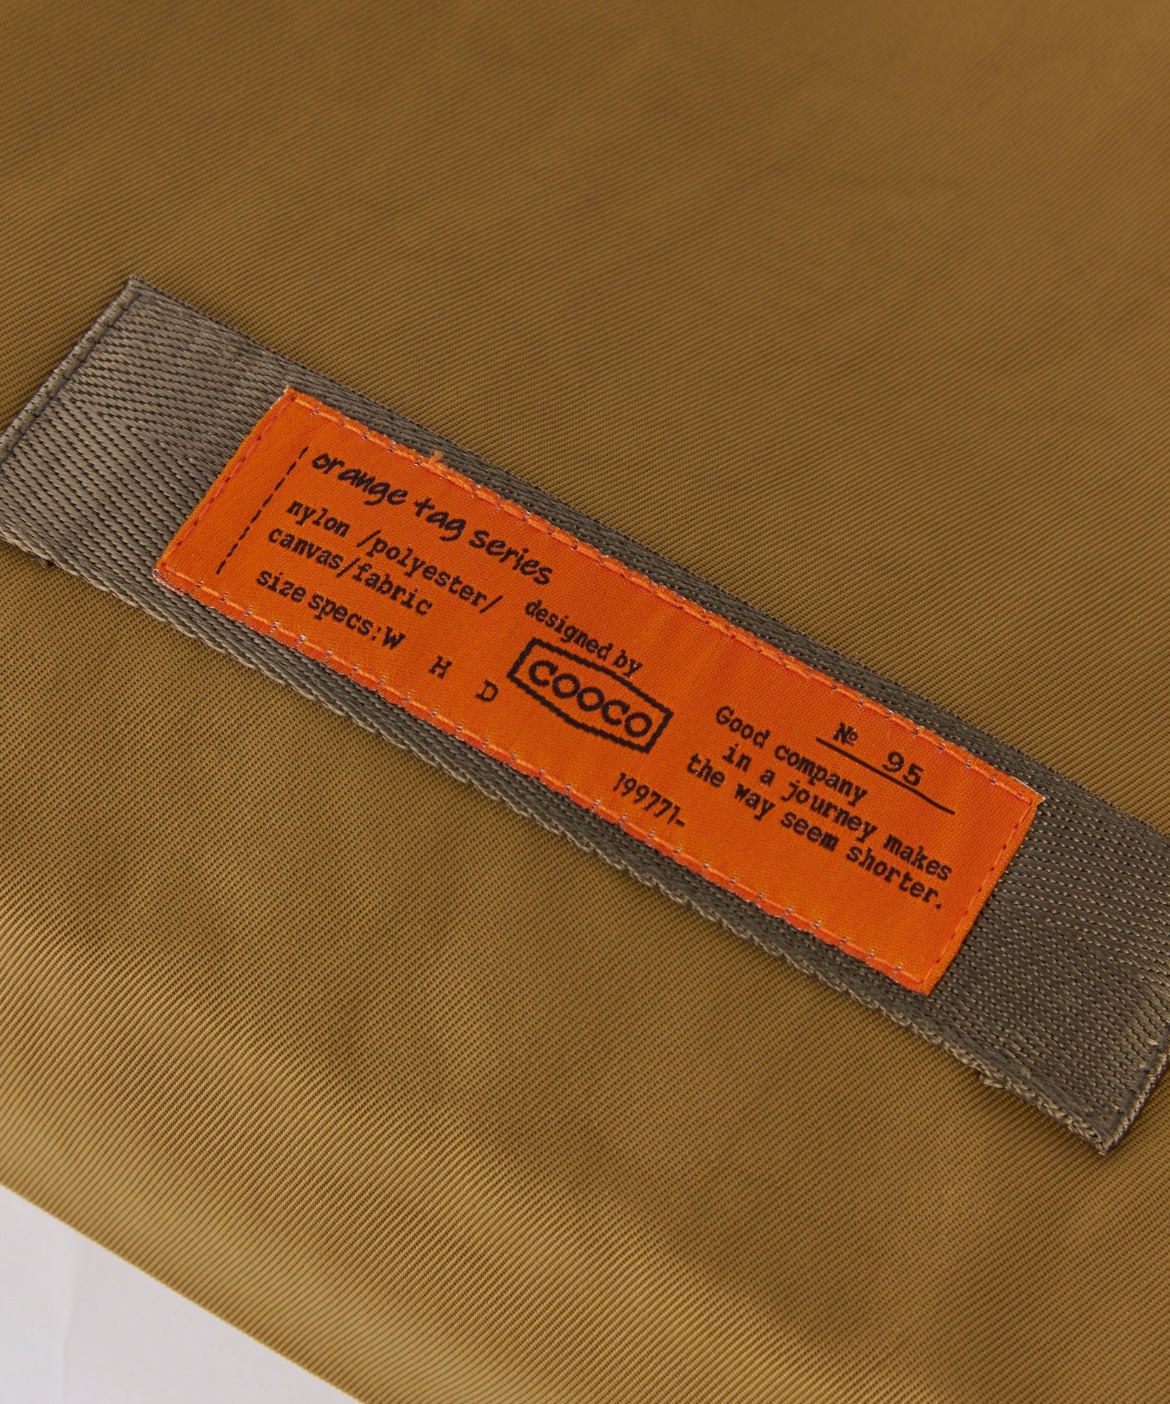 orange tag series
nylon /polyester/
canvas/fabric
size specs:W H D
designed by
COOCO
199771-
№ 95
Good company
in a journey makes
the way seem shorter.